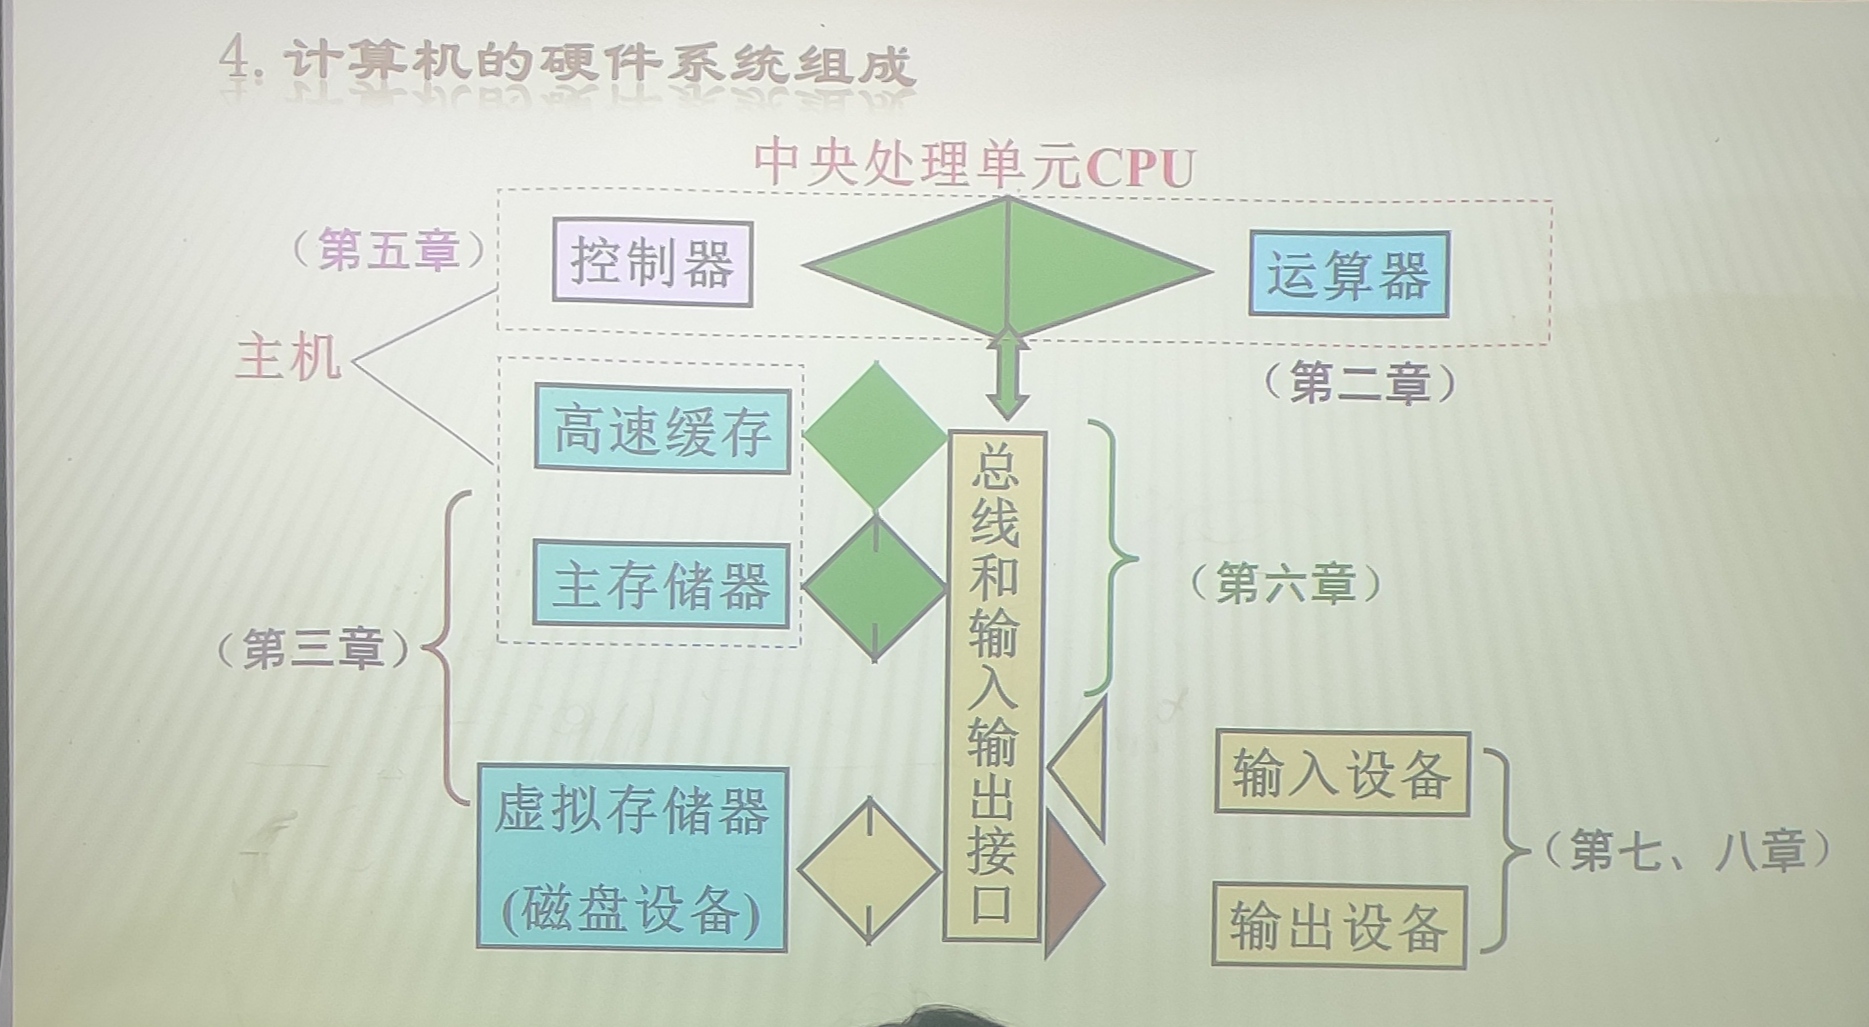 4. 计算机的硬件系统组成
中央处理单元CPU
（第五章）
控制器
运算器
主机
（第二章）
高速缓存
总线和输入输出接口
主存储器
（第六章）
（第三章）
虚拟存储器
(磁盘设备)
输入设备
（第七、八章）
输出设备